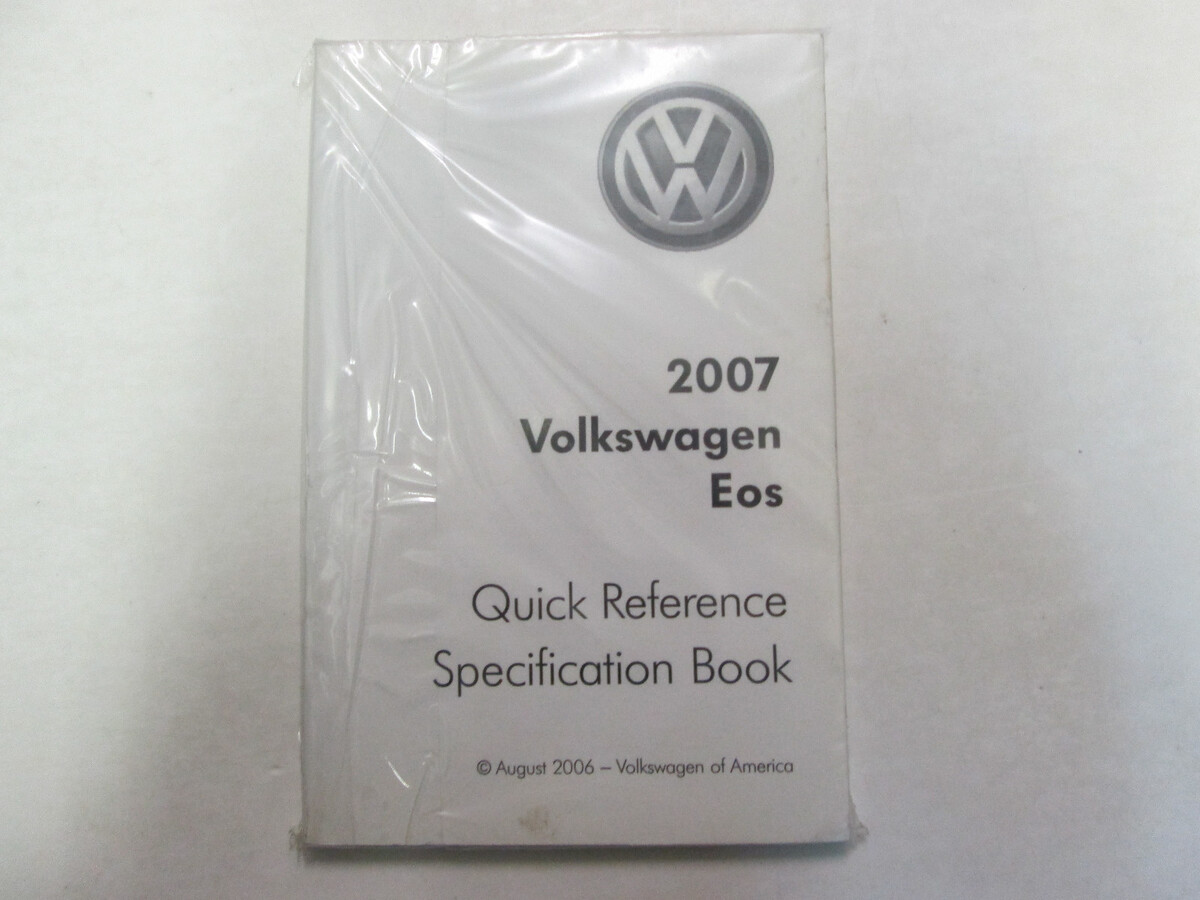 2007
Volkswagen
Eos
Quick Reference
Specification Book
© August 2006 – Volkswagen of America